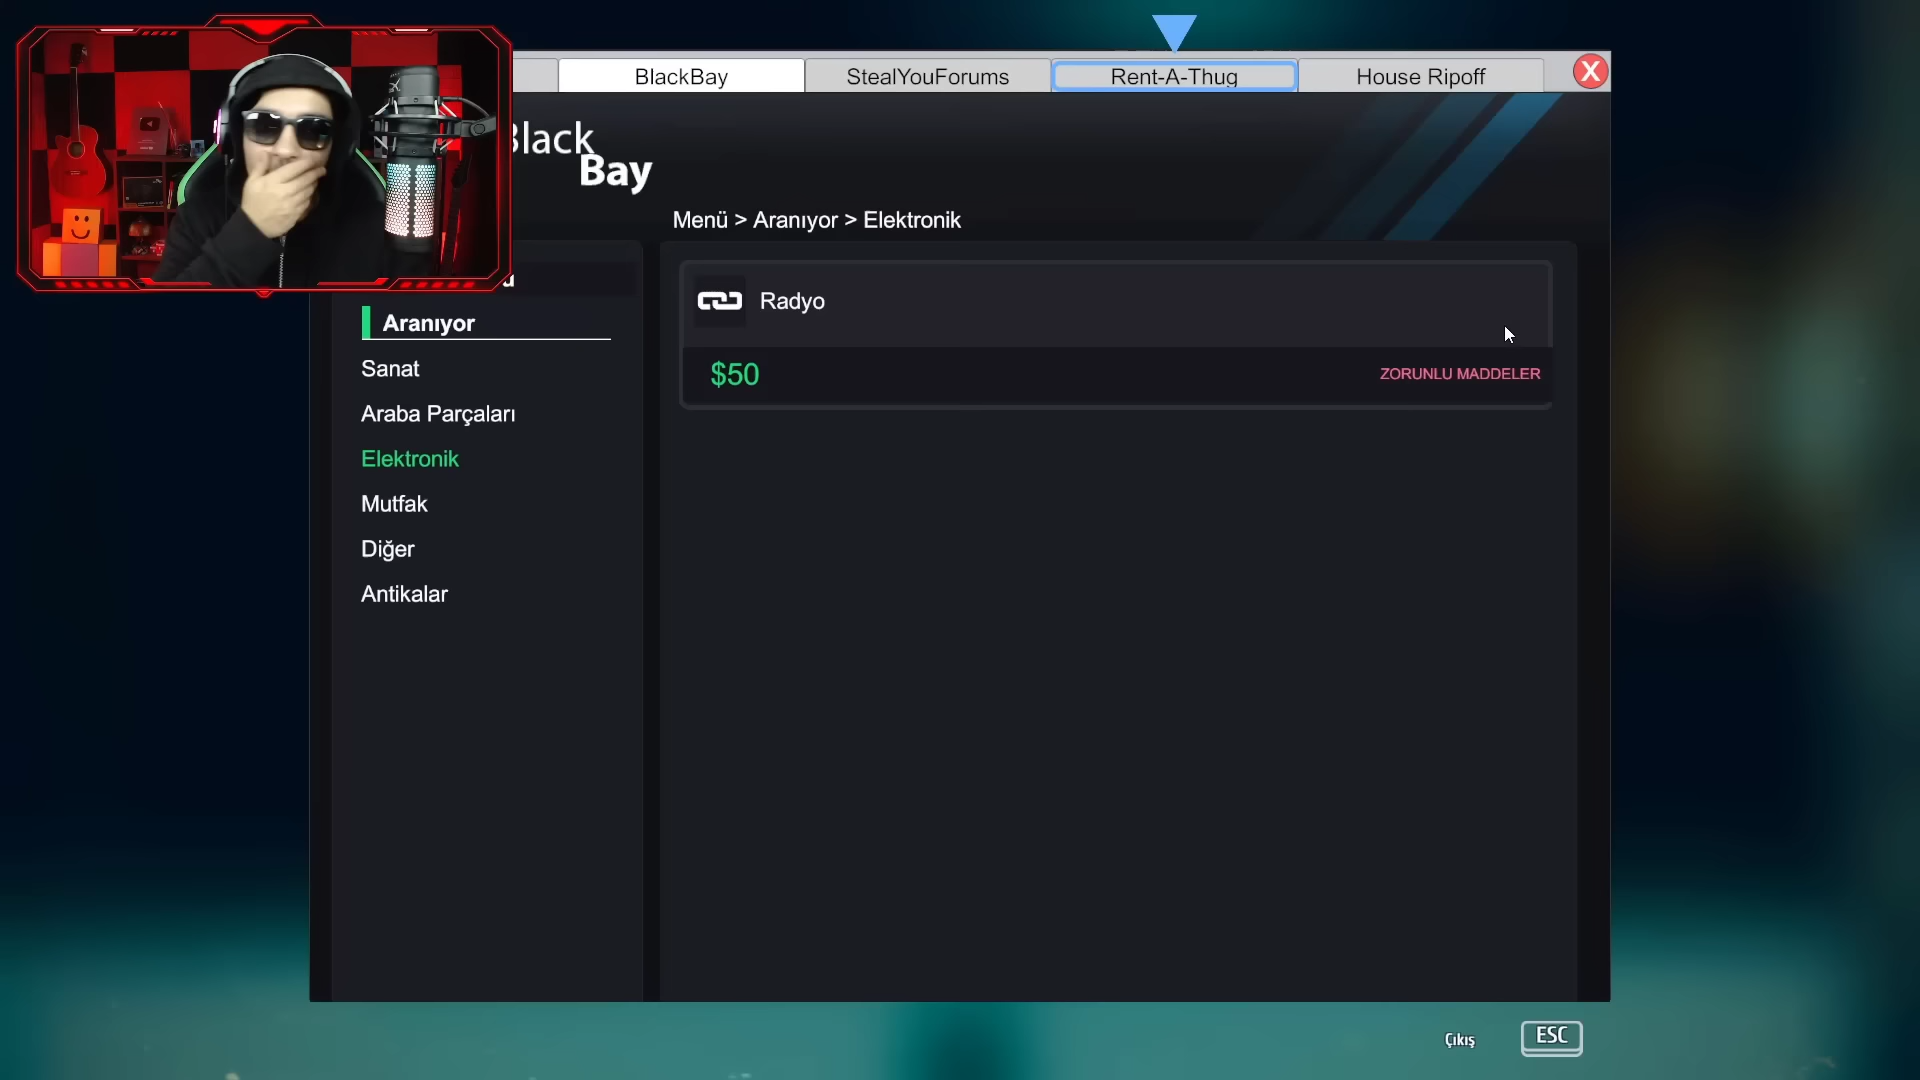 BlackBay
StealYouForums
Rent-A-Thug
House Ripoff
X
Black
Bay
Menü > Aranıyor > Elektronik
Aranıyor
Sanat
Araba Parçaları
Elektronik
Mutfak
Diğer
Antikalar
Radyo
$50
ZORUNLU MADDELER
Çıkış
ESC